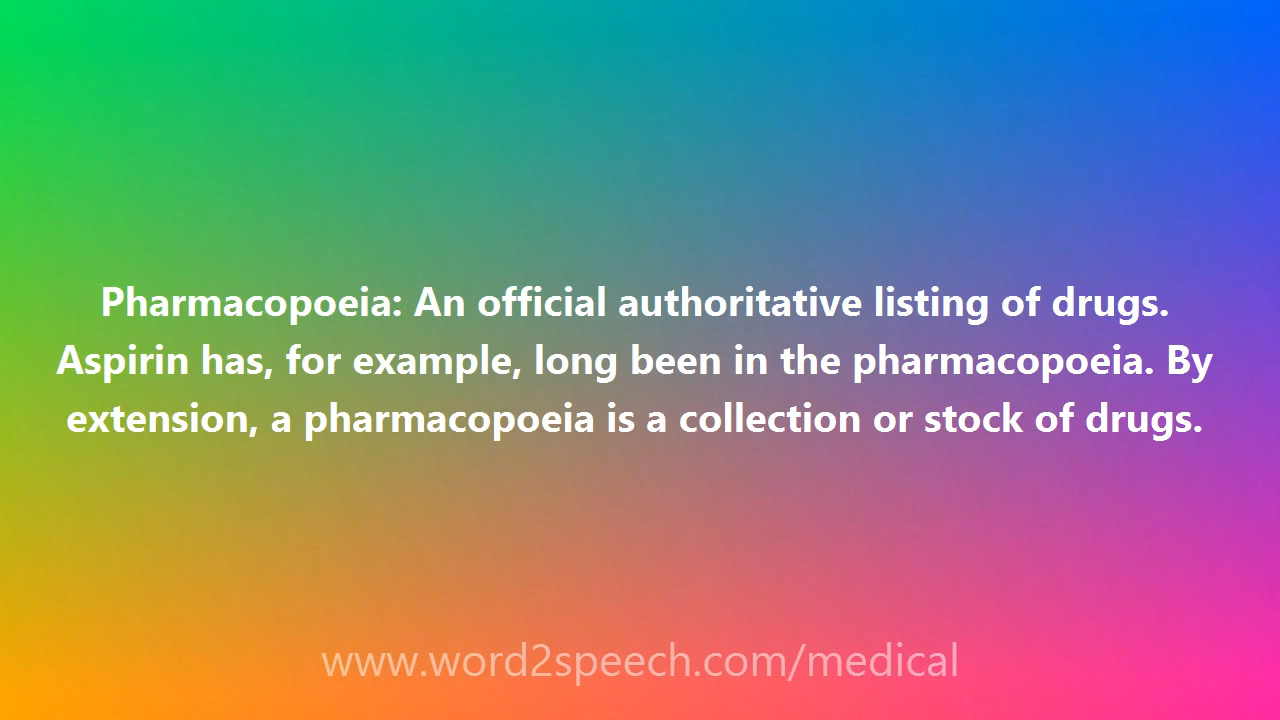 Pharmacopoeia: An official authoritative listing of drugs.
Aspirin has, for example, long been in the pharmacopoeia. By
extension, a pharmacopoeia is a collection or stock of drugs.
www.word2speech.com/medical